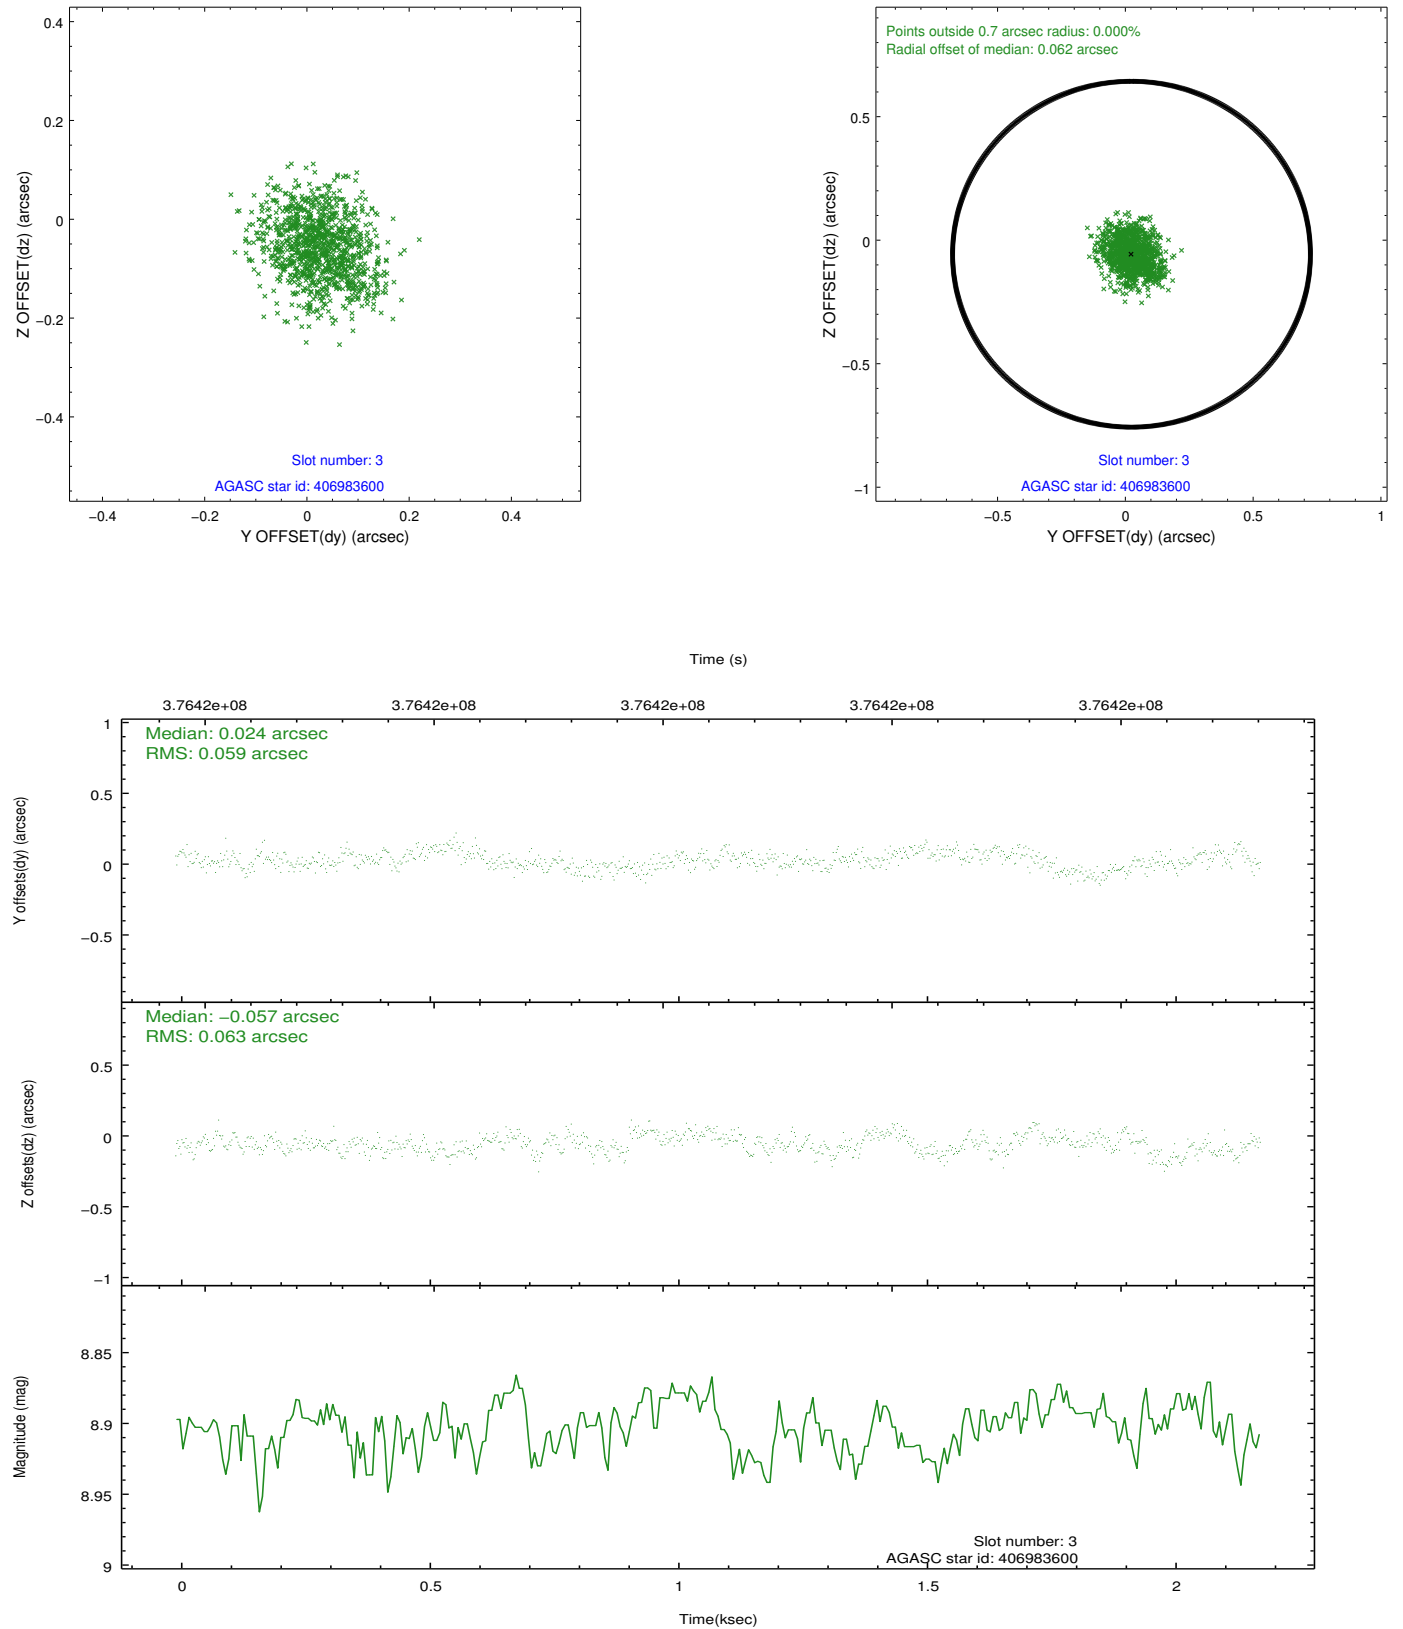 0.4
0.2
0
−0.2
−0.4
Z OFFSET(dz) (arcsec)
Slot number: 3
AGASC star id: 406983600
−0.4 −0.2 0 0.2 0.4
Y OFFSET(dy) (arcsec)
Points outside 0.7 arcsec radius: 0.000%
Radial offset of median: 0.062 arcsec
0.5
0
−0.5
−1
Z OFFSET(dz) (arcsec)
Slot number: 3
AGASC star id: 406983600
−0.5 0 0.5 1
Y OFFSET(dy) (arcsec)
Time (s)
3.7642e+08 3.7642e+08 3.7642e+08 3.7642e+08 3.7642e+08
Median: 0.024 arcsec
RMS: 0.059 arcsec
1
0.5
0
−0.5
Y offsets(dy) (arcsec)
Median: −0.057 arcsec
RMS: 0.063 arcsec
0.5
0
−0.5
−1
Z offsets(dz) (arcsec)
8.85
8.9
8.95
9
Magnitude (mag)
Slot number: 3
AGASC star id: 406983600
0 0.5 1 1.5 2
Time(ksec)